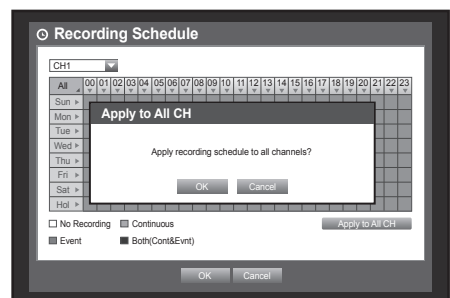 Recording Schedule
CH1
All 00 01 02 03 04 05 06 07 08 09 10 11 12 13 14 15 16 17 18 19 20 21 22 23
Sun
Mon
Tue
Wed
Thu
Fri
Sat
Hol
Apply to All CH
Apply recording schedule to all channels?
OK Cancel
No Recording Continuous Apply to All CH
Event Both(Cont&Evnt)
OK Cancel